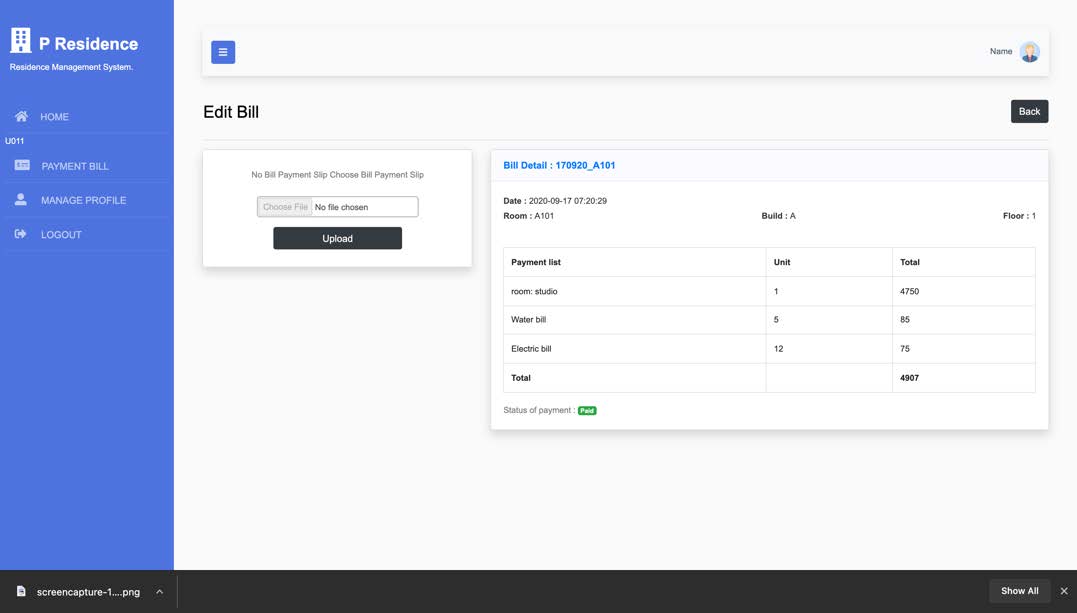 P Residence
Residence Management System.
HOME
U011
PAYMENT BILL
MANAGE PROFILE
LOGOUT
Name
Edit Bill
Back
No Bill Payment Slip Choose Bill Payment Slip
Choose File No file chosen
Upload
Bill Detail : 170920_A101
Date : 2020-09-17 07:20:29
Room : A101 Build : A Floor : 1
Payment list Unit Total
room: studio 1 4750
Water bill 5 85
Electric bill 12 75
Total 4907
Status of payment : Paid
screencapture-1....png
Show All